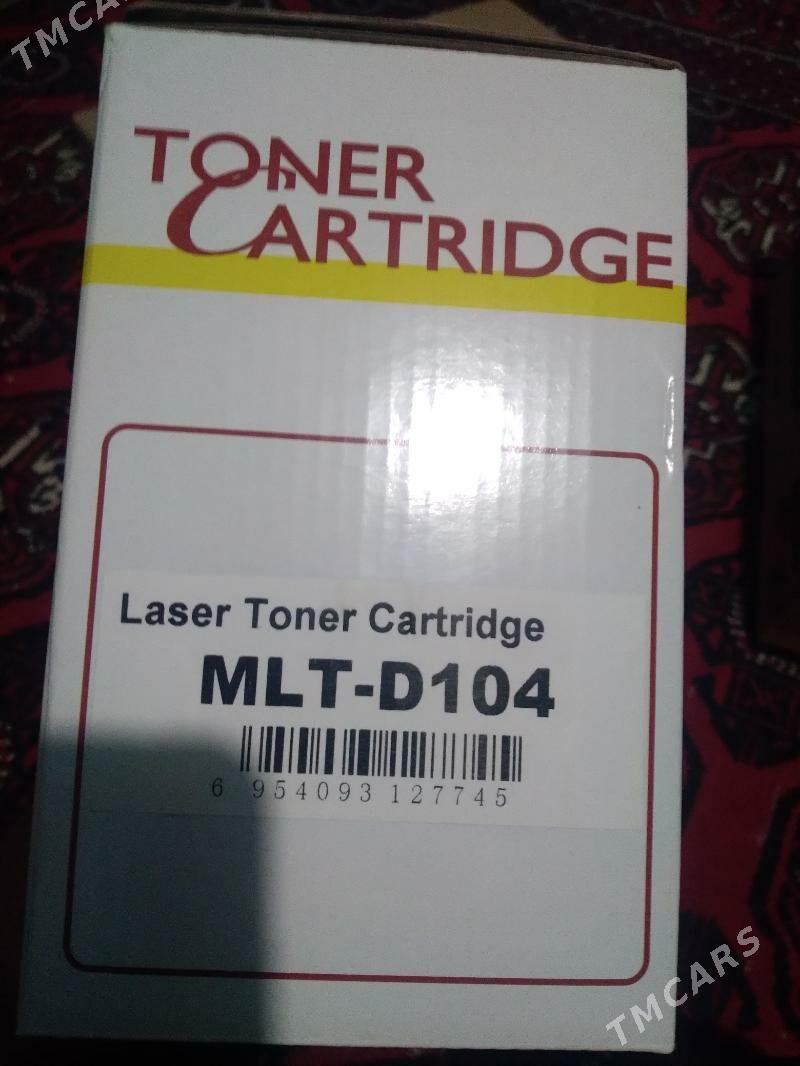 TMCARS
TONER
CARTRIDGE
Laser Toner Cartridge
MLT-D104
6 954093 127745
TMCARS